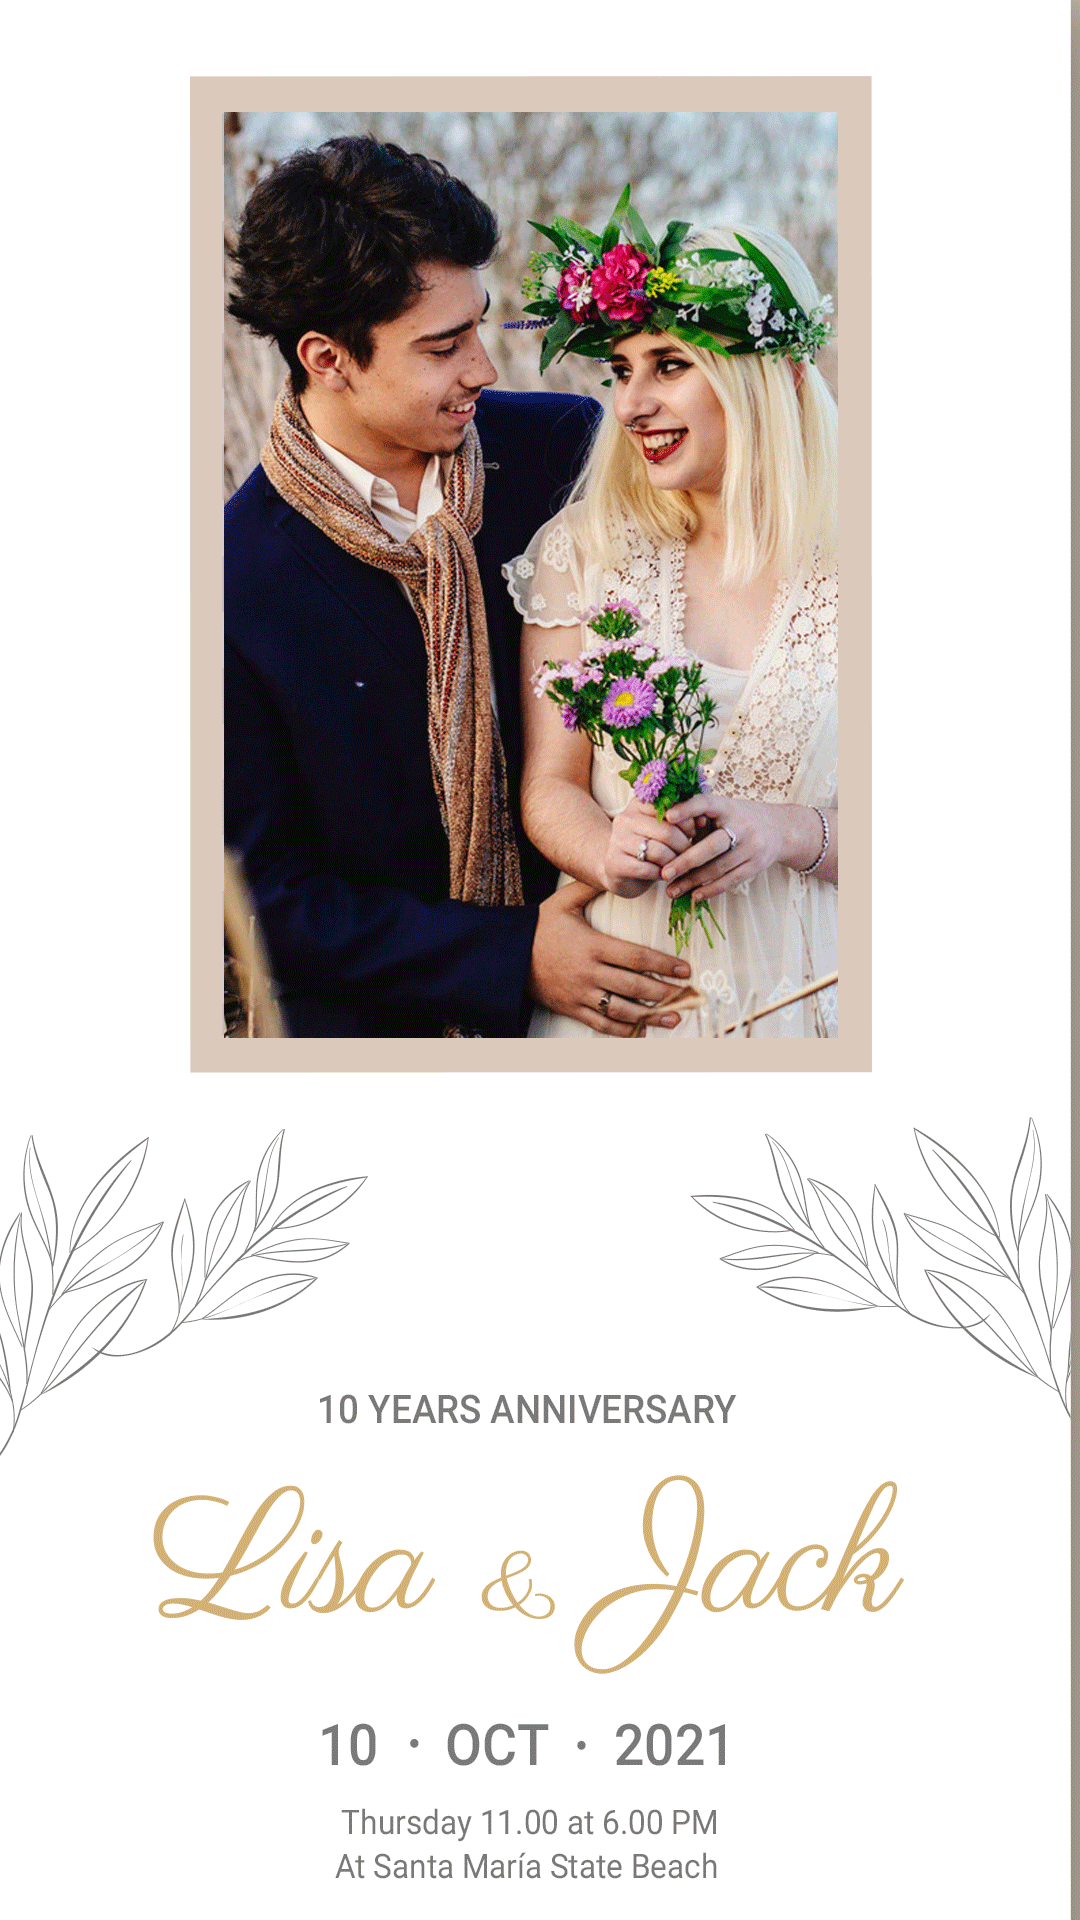 10 YEARS ANNIVERSARY
Lisa & Jack
10 · OCT · 2021
Thursday 11.00 at 6.00 PM
At Santa María State Beach